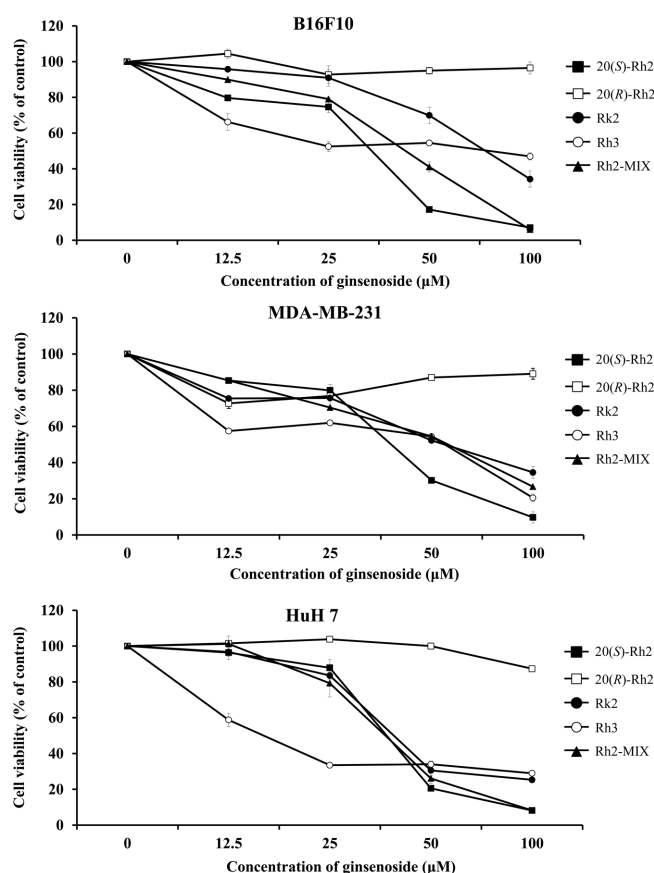 B16F10
Cell viability (% of control)
120
100
80
60
40
20
0
0 12.5 25 50 100
Concentration of ginsenoside (µM)
20(S)-Rh2
20(R)-Rh2
Rk2
Rh3
Rh2-MIX
MDA-MB-231
Cell viability (% of control)
120
100
80
60
40
20
0
0 12.5 25 50 100
Concentration of ginsenoside (µM)
20(S)-Rh2
20(R)-Rh2
Rk2
Rh3
Rh2-MIX
HuH 7
Cell viability (% of control)
120
100
80
60
40
20
0
0 12.5 25 50 100
Concentration of ginsenoside (µM)
20(S)-Rh2
20(R)-Rh2
Rk2
Rh3
Rh2-MIX